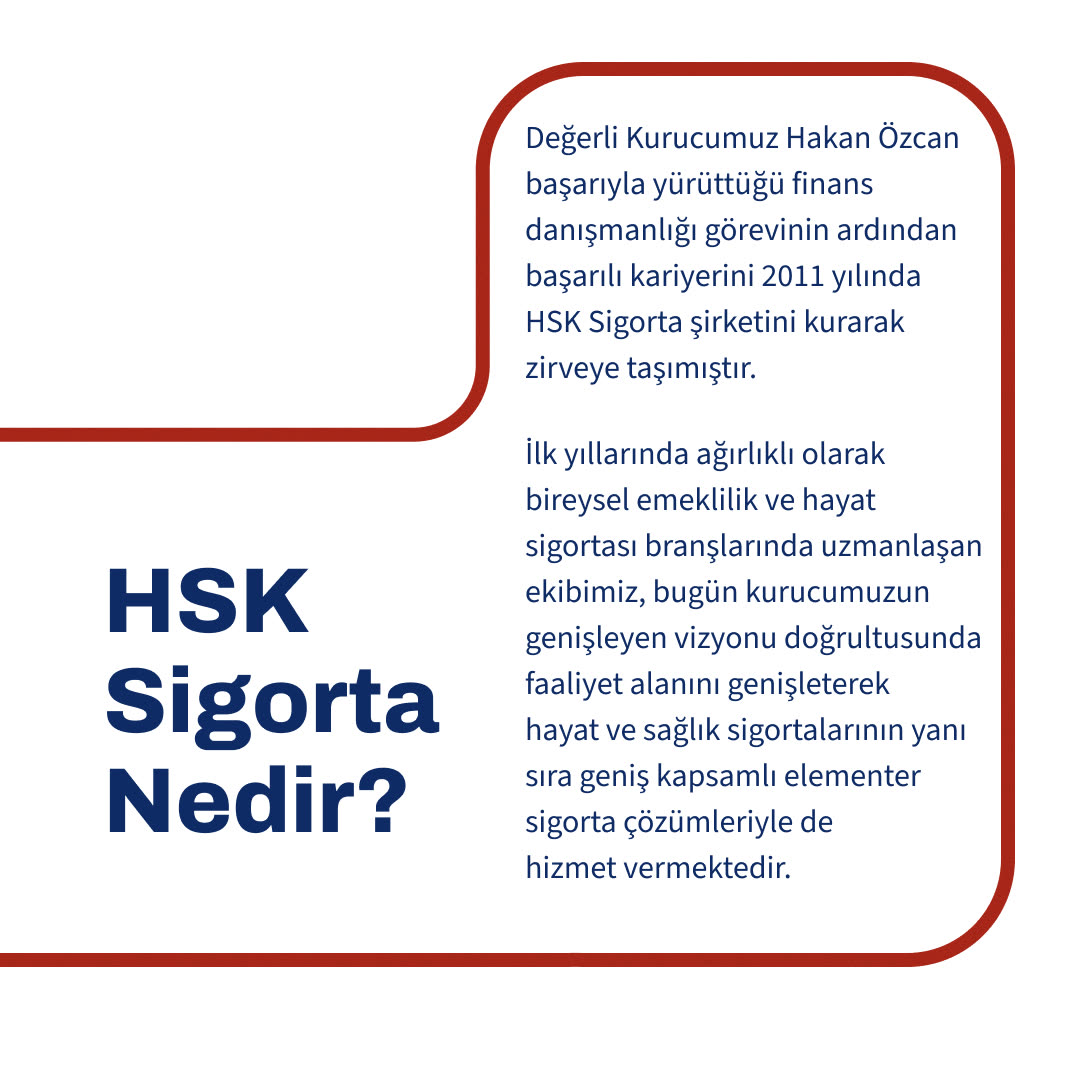 HSK
Sigorta
Nedir?
Değerli Kurucumuz Hakan Özcan
başarıyla yürüttüğü finans
danışmanlığı görevinin ardından
başarılı kariyerini 2011 yılında
HSK Sigorta şirketini kurarak
zirveye taşımıştır.
İlk yıllarında ağırlıklı olarak
bireysel emeklilik ve hayat
sigortası branşlarında uzmanlaşan
ekibimiz, bugün kurucumuzun
genişleyen vizyonu doğrultusunda
faaliyet alanını genişleterek
hayat ve sağlık sigortalarının yanı
sıra geniş kapsamlı elementer
sigorta çözümleriyle de
hizmet vermektedir.